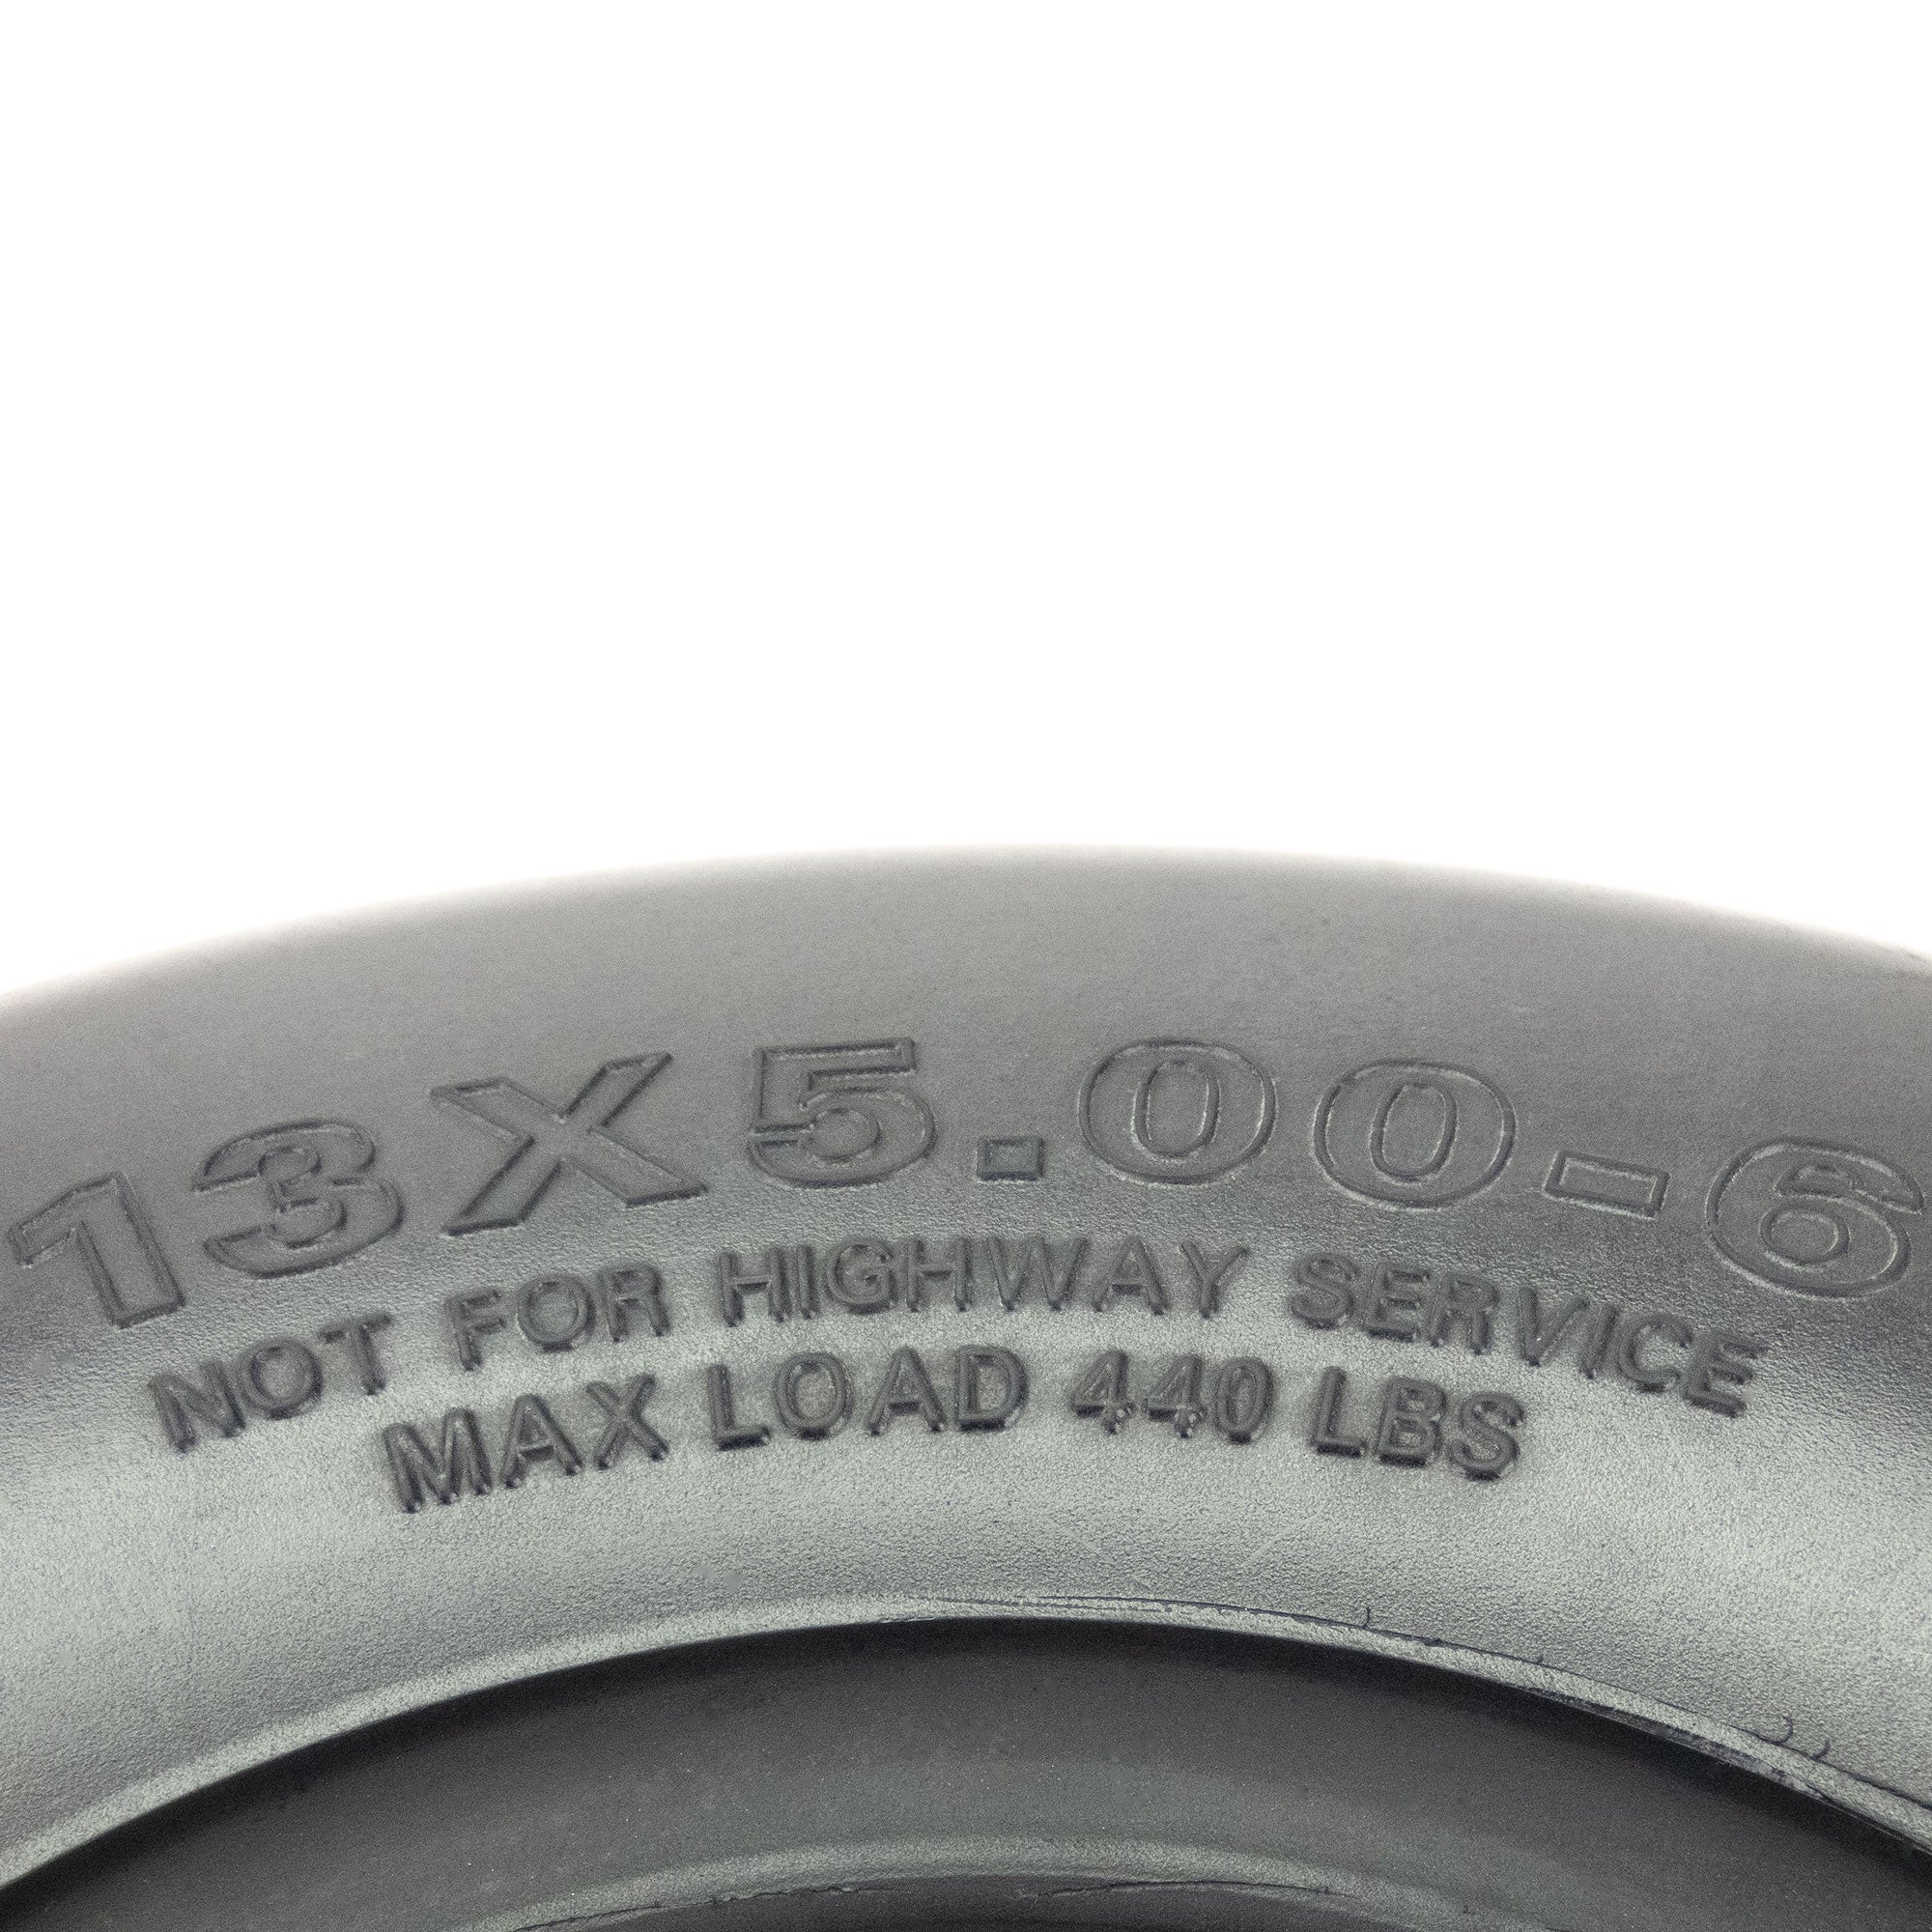 13X5.00-6
NOT FOR HIGHWAY SERVICE
MAX LOAD 440 LBS